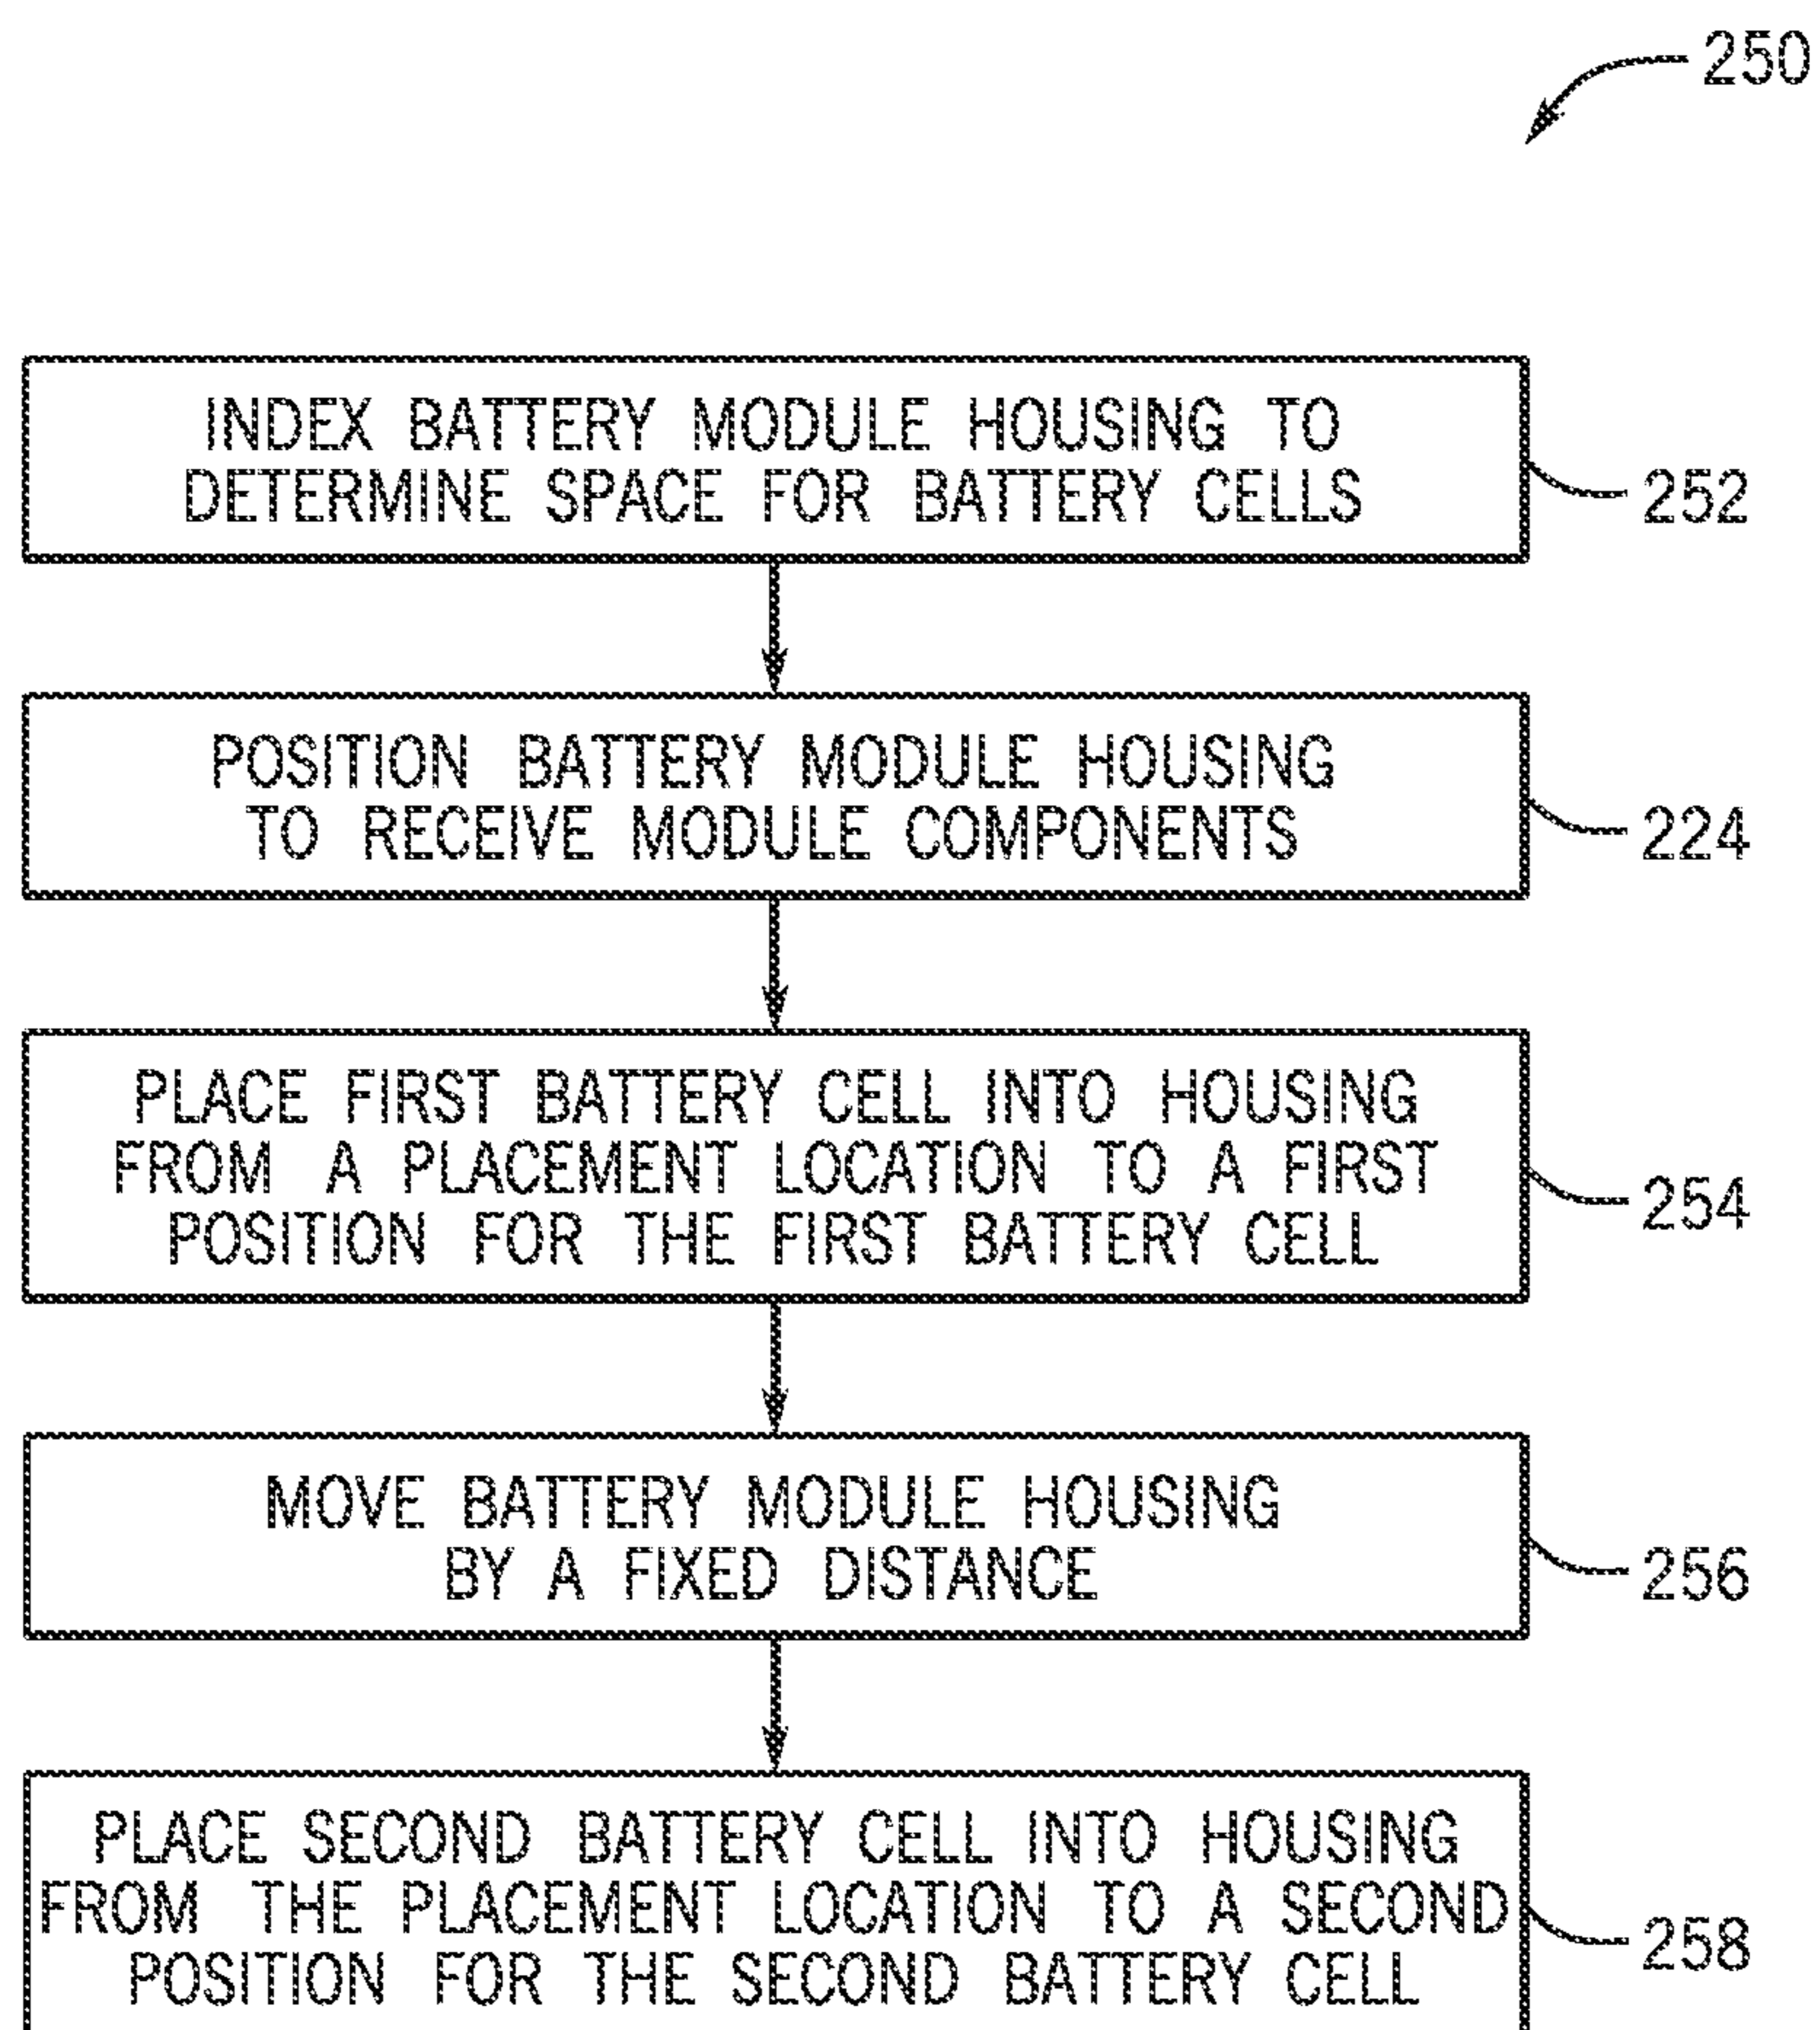 250
INDEX BATTERY MODULE HOUSING TO
DETERMINE SPACE FOR BATTERY CELLS
252
POSITION BATTERY MODULE HOUSING
TO RECEIVE MODULE COMPONENTS
224
PLACE FIRST BATTERY CELL INTO HOUSING
FROM A PLACEMENT LOCATION TO A FIRST
POSITION FOR THE FIRST BATTERY CELL
254
MOVE BATTERY MODULE HOUSING
BY A FIXED DISTANCE
256
PLACE SECOND BATTERY CELL INTO HOUSING
FROM THE PLACEMENT LOCATION TO A SECOND
POSITION FOR THE SECOND BATTERY CELL
258